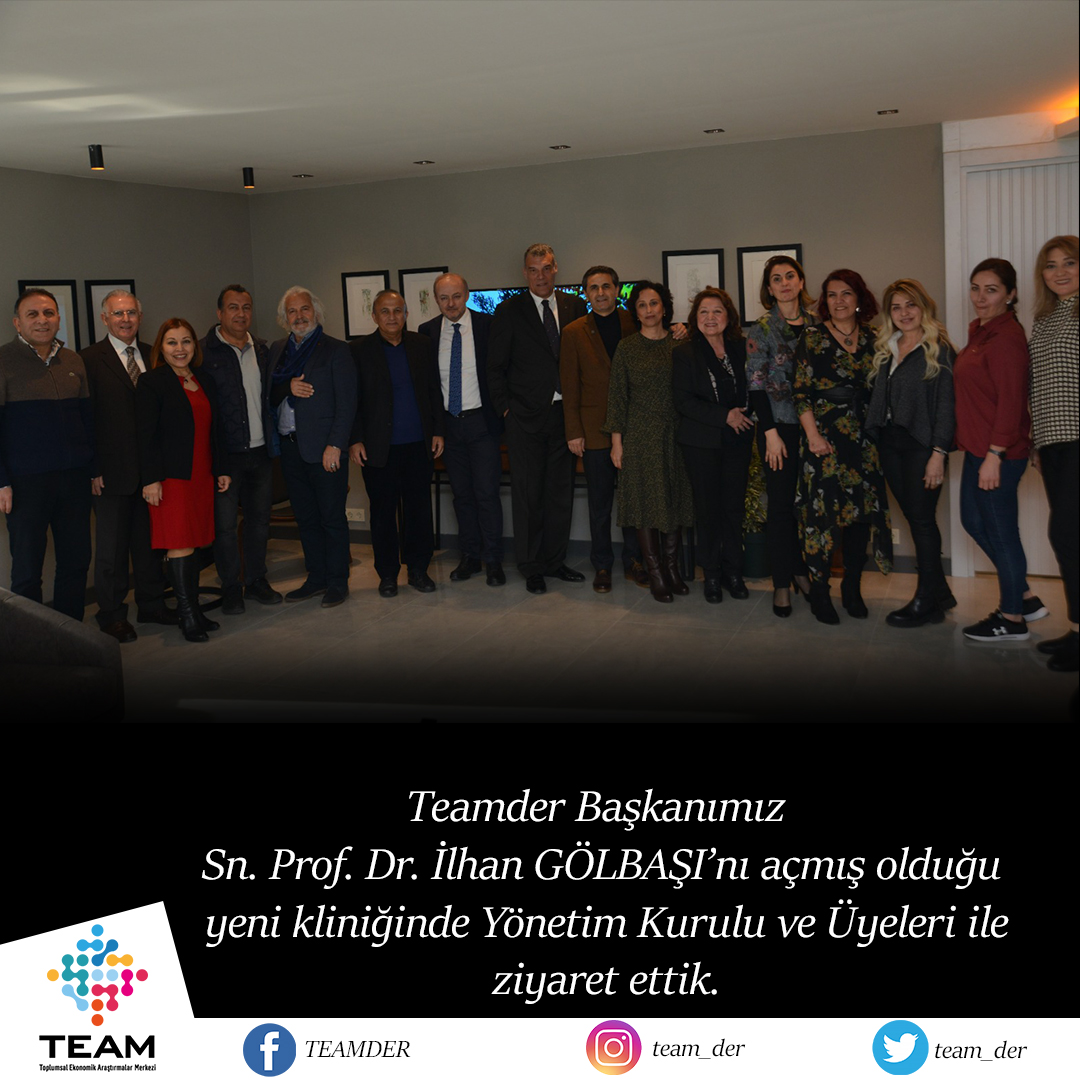 Teamder Başkanımız
Sn. Prof. Dr. İlhan GÖLBAŞI’nı açmış olduğu
yeni kliniğinde Yönetim Kurulu ve Üyeleri ile
ziyaret ettik.
TEAM
Toplumsal Ekonomik Araştırmalar Merkezi
TEAMDER
team_der
team_der